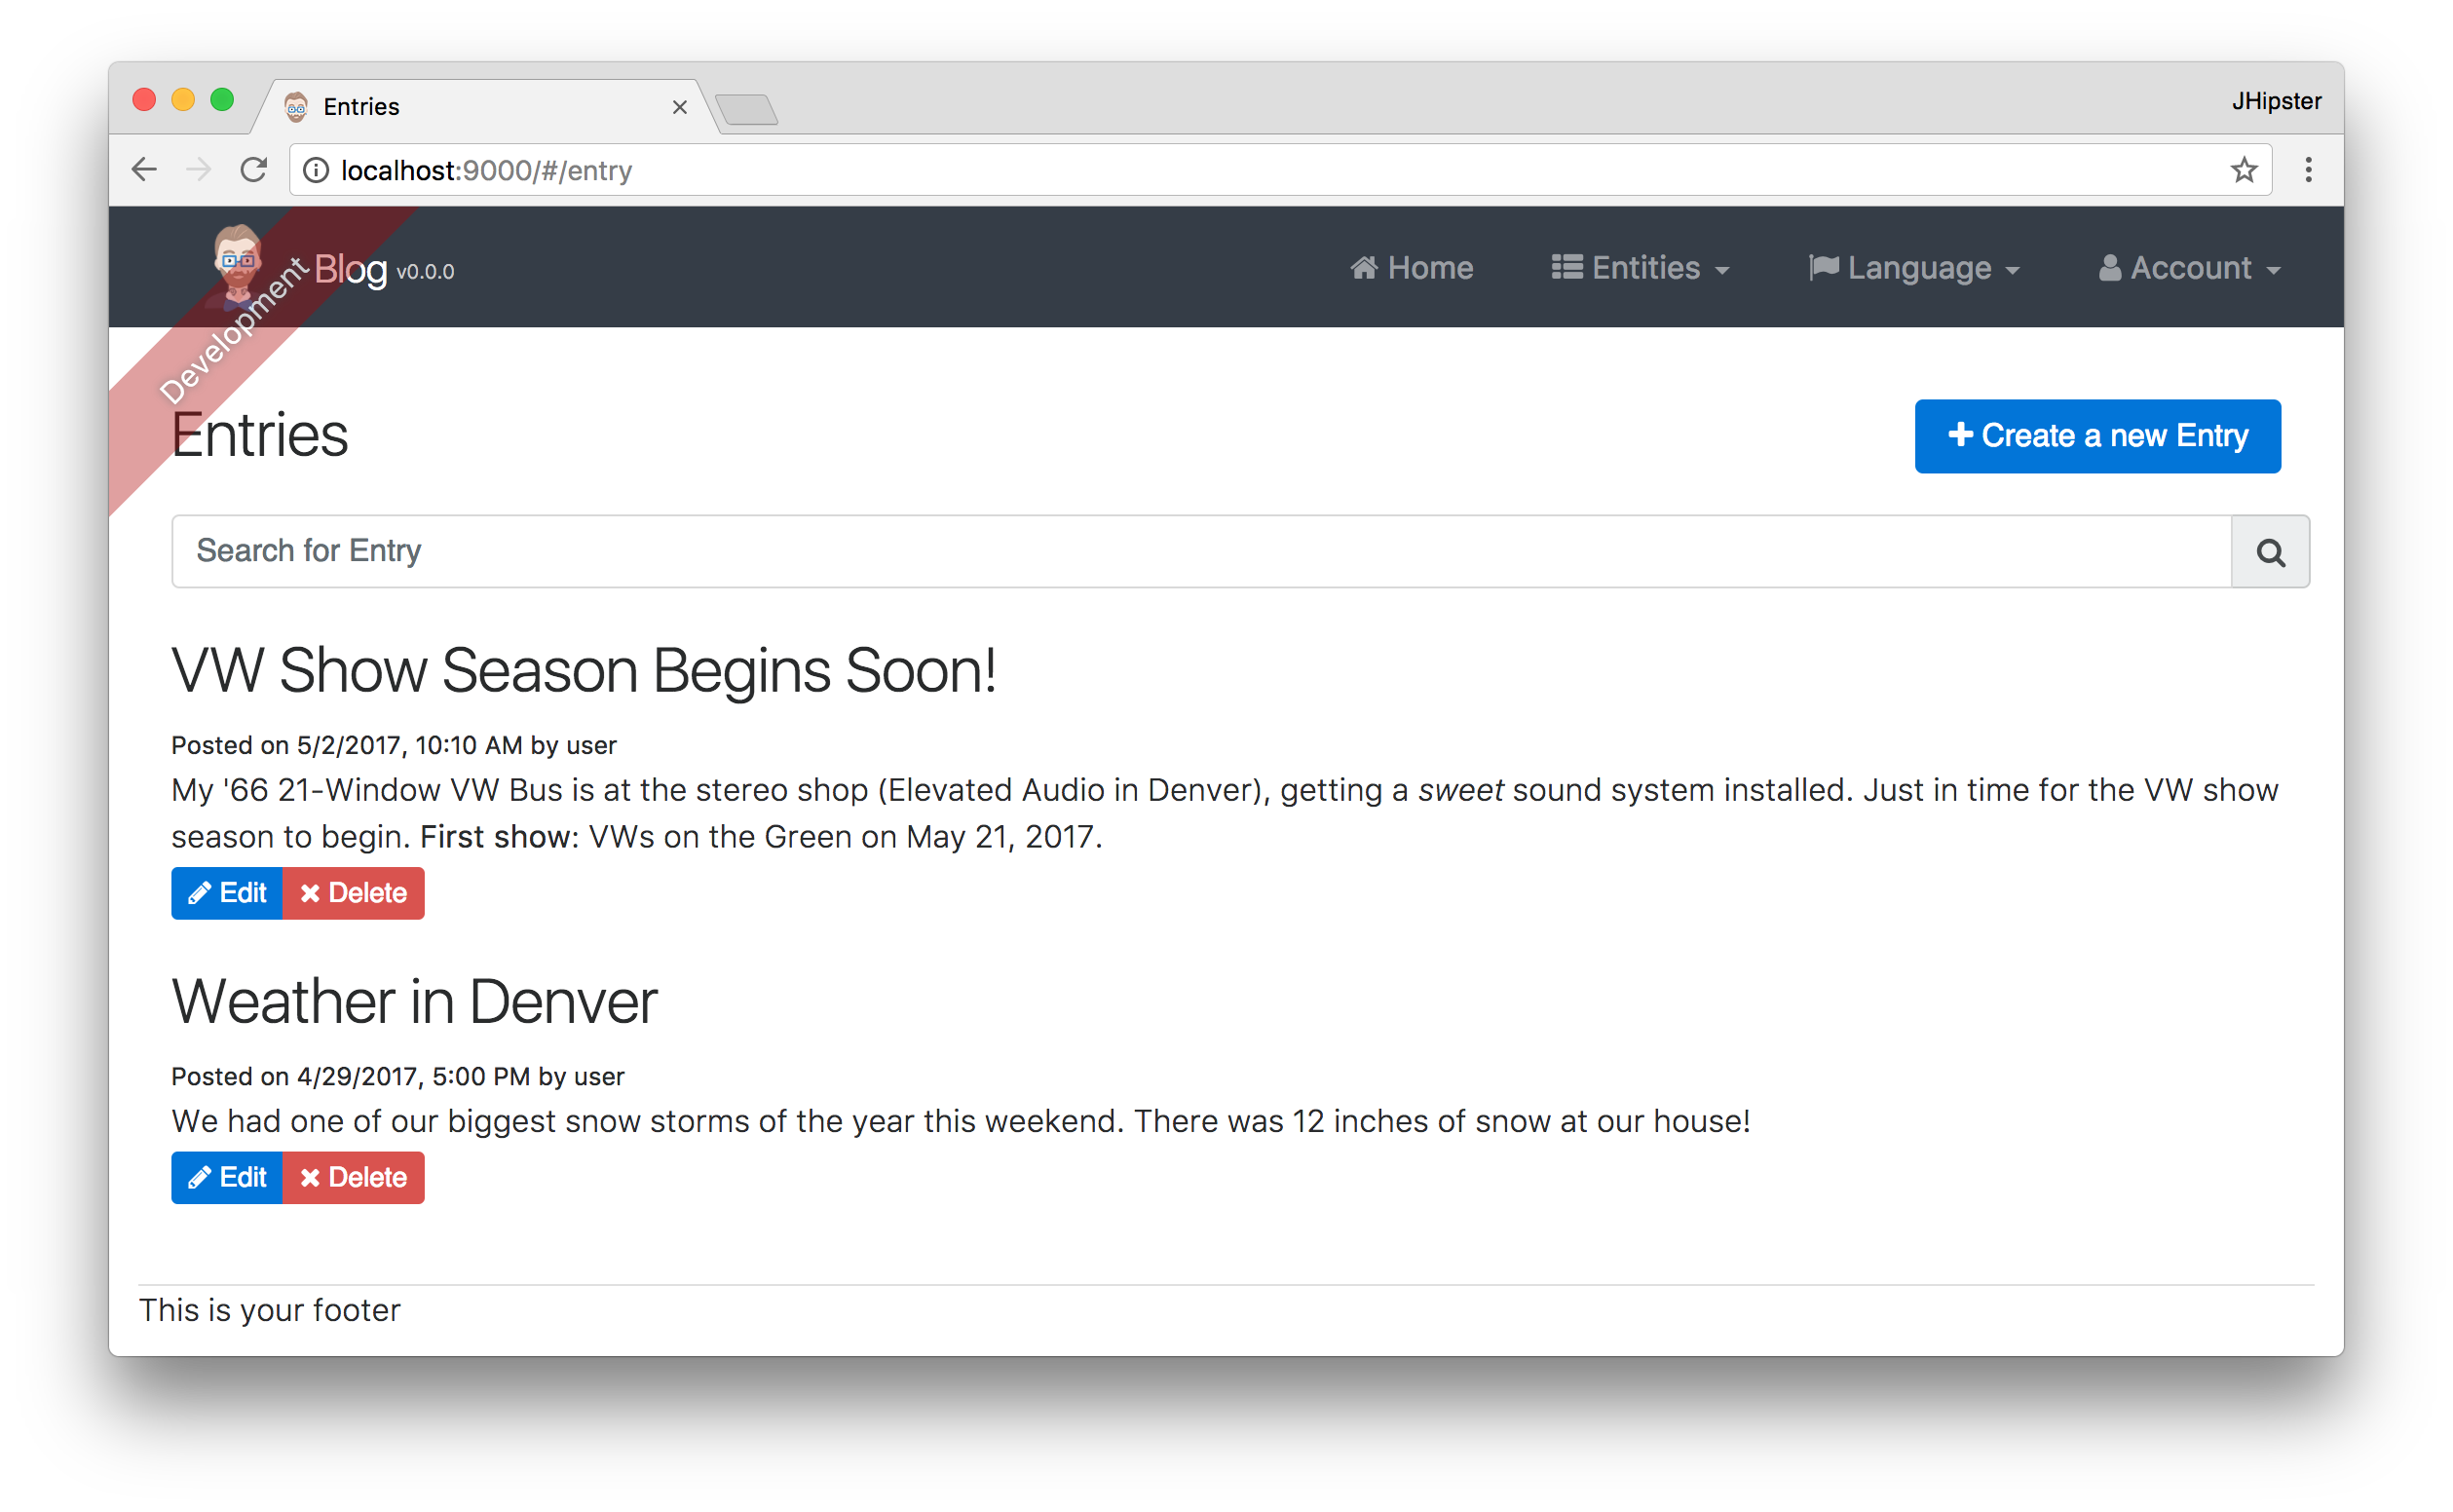 Entries
JHipster
localhost:9000/#/entry
Development
Blog v0.0.0
Home Entities Language Account
Entries
Create a new Entry
Search for Entry
VW Show Season Begins Soon!
Posted on 5/2/2017, 10:10 AM by user
My '66 21-Window VW Bus is at the stereo shop (Elevated Audio in Denver), getting a sweet sound system installed. Just in time for the VW show
season to begin. First show: VWs on the Green on May 21, 2017.
Edit Delete
Weather in Denver
Posted on 4/29/2017, 5:00 PM by user
We had one of our biggest snow storms of the year this weekend. There was 12 inches of snow at our house!
Edit Delete
This is your footer